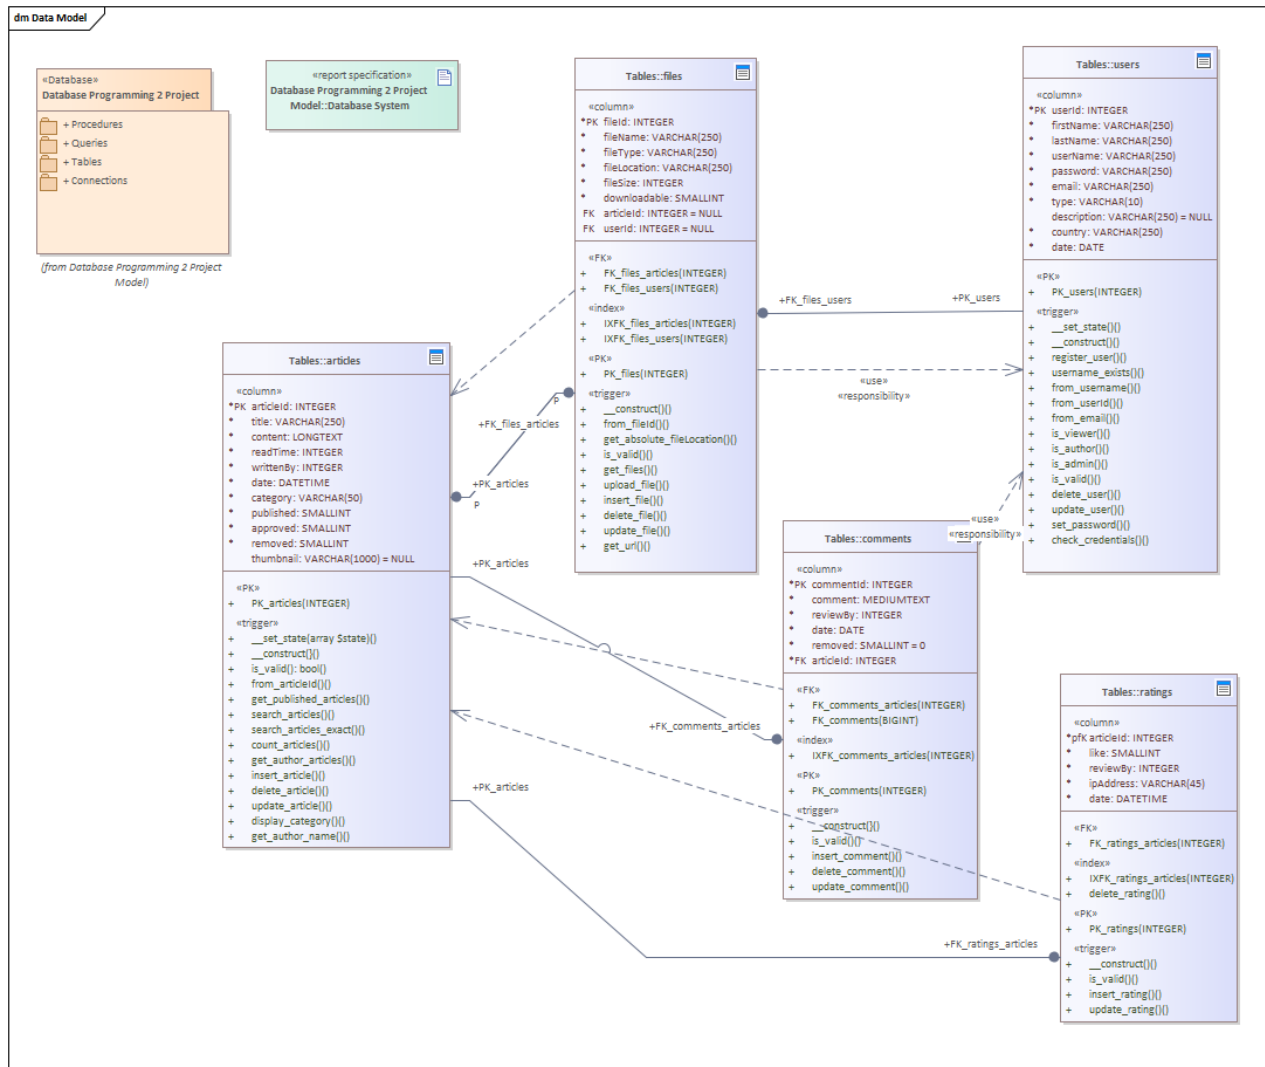 dm Data Model
«Database»
Database Programming 2 Project
+ Procedures
+ Queries
+ Tables
+ Connections
(from Database Programming 2 Project
Model)
«report specification»
Database Programming 2 Project
Model::Database System
Tables::files
«column»
*PK fileId: INTEGER
* fileName: VARCHAR(250)
* fileType: VARCHAR(250)
* fileLocation: VARCHAR(250)
* fileSize: INTEGER
* downloadable: SMALLINT
FK articleId: INTEGER = NULL
FK userId: INTEGER = NULL
«FK»
+ FK_files_articles(INTEGER)
+ FK_files_users(INTEGER)
«index»
+ IXFK_files_articles(INTEGER)
+ IXFK_files_users(INTEGER)
«PK»
+ PK_files(INTEGER)
«trigger»
+ __construct()()
+ from_fileId()()
+ get_absolute_fileLocation()()
+ is_valid()()
+ get_files()()
+ upload_file()()
+ insert_file()()
+ delete_file()()
+ update_file()()
+ get_url()()
Tables::users
«column»
*PK userId: INTEGER
* firstName: VARCHAR(250)
* lastName: VARCHAR(250)
* userName: VARCHAR(250)
* password: VARCHAR(250)
* email: VARCHAR(250)
* type: VARCHAR(10)
description: VARCHAR(250) = NULL
* country: VARCHAR(250)
* date: DATE
«PK»
+ PK_users(INTEGER)
«trigger»
+ __set_state()()
+ __construct()()
+ register_user()()
+ username_exists()()
+ from_username()()
+ from_userId()()
+ from_email()()
+ is_viewer()()
+ is_author()()
+ is_admin()()
+ is_valid()()
+ delete_user()()
+ update_user()()
+ set_password()()
+ check_credentials()()
+FK_files_users
+PK_users
«use»
«responsibility»
Tables::articles
«column»
*PK articleId: INTEGER
* title: VARCHAR(250)
* content: LONGTEXT
* readTime: INTEGER
* writtenBy: INTEGER
* date: DATETIME
* category: VARCHAR(50)
* published: SMALLINT
* approved: SMALLINT
* removed: SMALLINT
thumbnail: VARCHAR(1000) = NULL
«PK»
+ PK_articles(INTEGER)
«trigger»
+ __set_state(array $state)()
+ __construct()()
+ is_valid(): bool()
+ from_articleId()()
+ get_published_articles()()
+ search_articles()()
+ search_articles_exact()()
+ count_articles()()
+ get_author_articles()()
+ insert_article()()
+ delete_article()()
+ update_article()()
+ display_category()()
+ get_author_name()()
P
+FK_files_articles
+PK_articles
P
+PK_articles
+FK_comments_articles
+PK_articles
+FK_ratings_articles
«use»
«responsibility»
Tables::comments
«column»
*PK commentId: INTEGER
* comment: MEDIUMTEXT
* reviewBy: INTEGER
* date: DATE
* removed: SMALLINT = 0
*FK articleId: INTEGER
«FK»
+ FK_comments_articles(INTEGER)
+ FK_comments(BIGINT)
«index»
+ IXFK_comments_articles(INTEGER)
«PK»
+ PK_comments(INTEGER)
«trigger»
+ __construct()()
+ is_valid()()
+ insert_comment()()
+ delete_comment()()
+ update_comment()()
Tables::ratings
«column»
*pfK articleId: INTEGER
* like: SMALLINT
* reviewBy: INTEGER
* ipAddress: VARCHAR(45)
* date: DATETIME
«FK»
+ FK_ratings_articles(INTEGER)
«index»
+ IXFK_ratings_articles(INTEGER)
+ delete_rating()()
«PK»
+ PK_ratings(INTEGER)
«trigger»
+ __construct()()
+ is_valid()()
+ insert_rating()()
+ update_rating()()